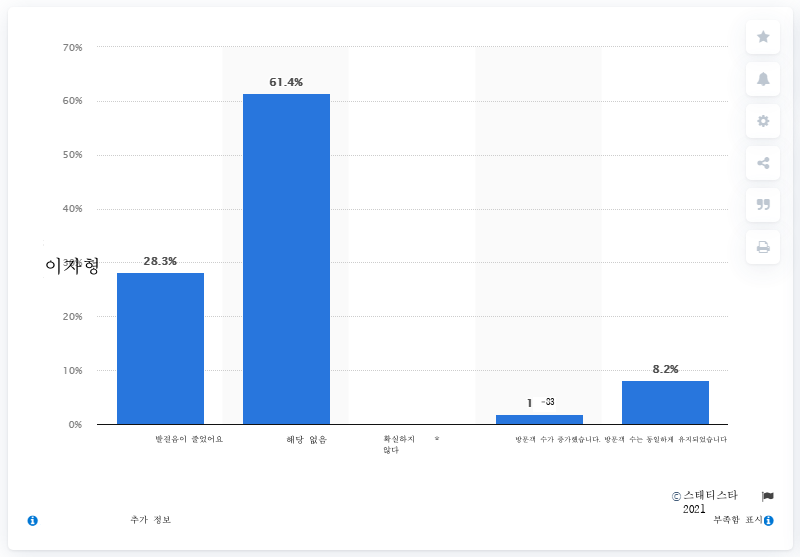 70%
60%
50%
40%
이차형
20%
10%
0%
28.3%
61.4%
8.2%
발걸음이 줄었어요
해당 없음
확실하지 *
않다
방문객 수가 증가했습니다.
방문객 수는 동일하게 유지되었습니다
© 스태티스타
2021
추가 정보
부족함 표시